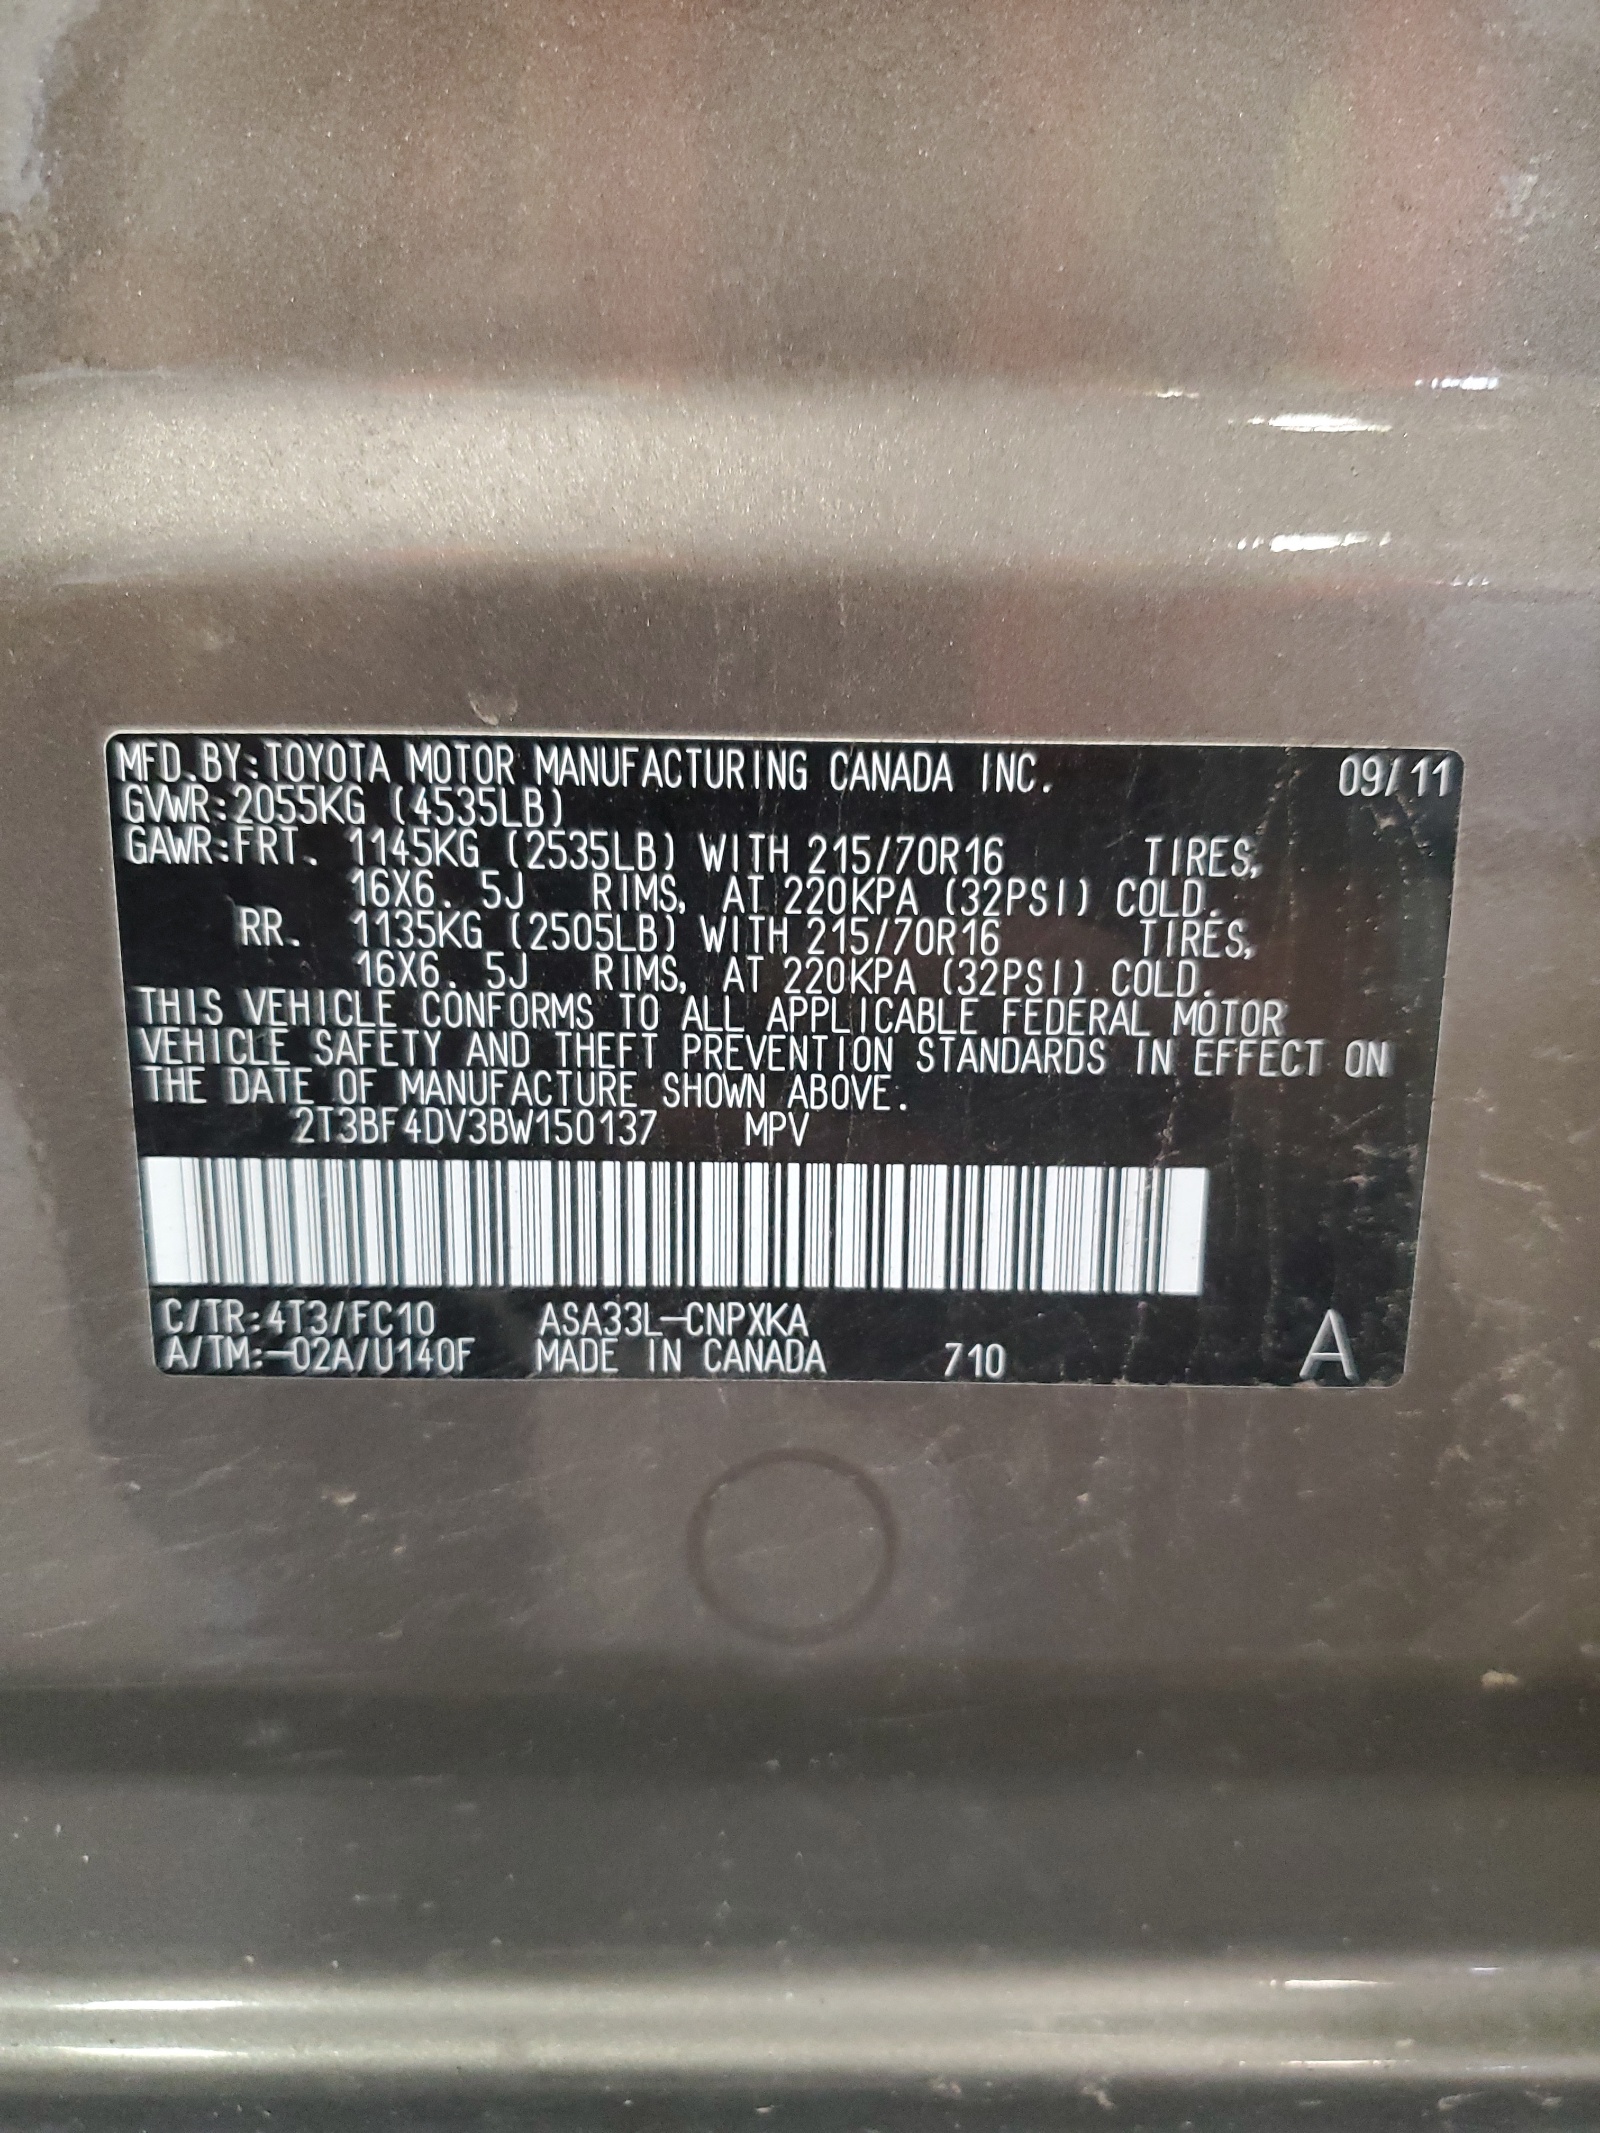 MFD.BY:TOYOTA MOTOR MANUFACTURING CANADA INC. 09/11
GVWR:2055KG (4535LB)
GAWR:FRT. 1145KG (2535LB) WITH 215/70R16 TIRES,
16X6. 5J RIMS, AT 220KPA (32PSI) COLD.
RR. 1135KG (2505LB) WITH 215/70R16 TIRES,
16X6. 5J RIMS, AT 220KPA (32PSI) COLD.
THIS VEHICLE CONFORMS TO ALL APPLICABLE FEDERAL MOTOR
VEHICLE SAFETY AND THEFT PREVENTION STANDARDS IN EFFECT ON
THE DATE OF MANUFACTURE SHOWN ABOVE.
2T3BF4DV3BW150137 MPV
C/TR:4T3/FC10 ASA33L-CNPXKA
A/TM:-02A/U140F MADE IN CANADA 710 A